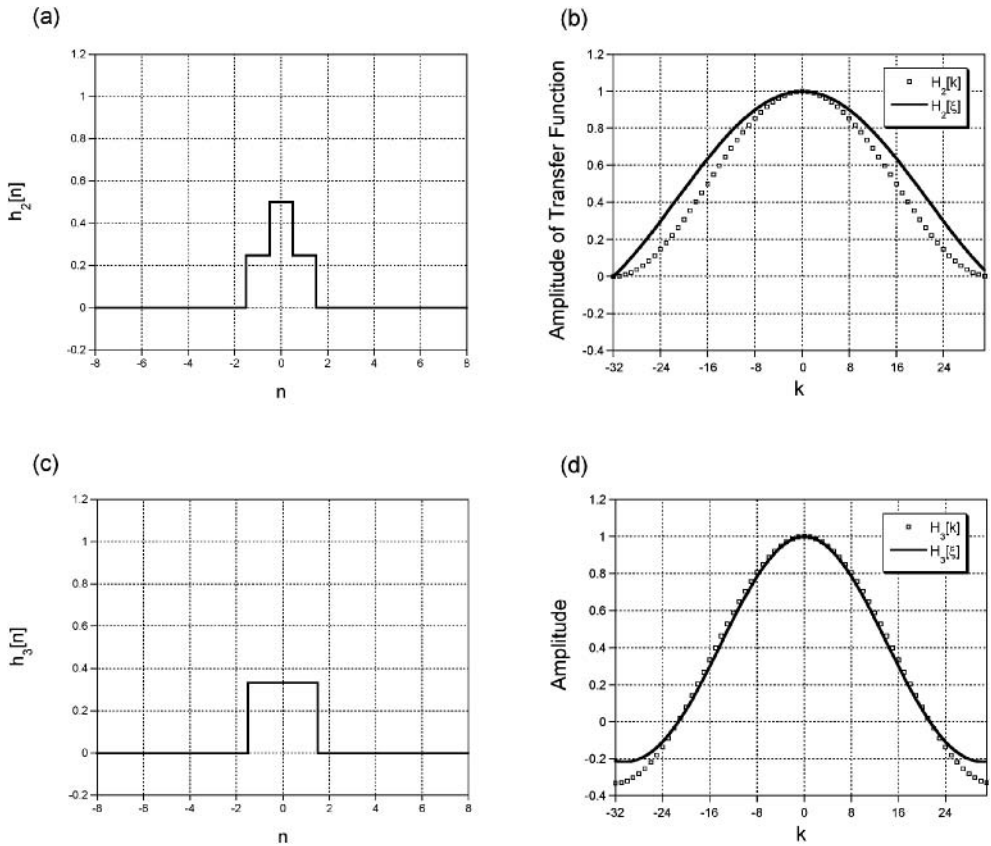 (a)
1.2
1
0.8
0.6
0.4
0.2
0
-0.2
-8 -6 -4 -2 0 2 4 6 8
h₂[n]
n
(b)
1.2
1
0.8
0.6
0.4
0.2
0
-0.2
-0.4
-32 -24 -16 -8 0 8 16 24
Amplitude of Transfer Function
k
H₂[k]
H₂[ξ]
(c)
1.2
1
0.8
0.6
0.4
0.2
0
-0.2
-8 -6 -4 -2 0 2 4 6 8
h₃[n]
n
(d)
1.2
1
0.8
0.6
0.4
0.2
0
-0.2
-0.4
-32 -24 -16 -8 0 8 16 24
Amplitude
k
H₃[k]
H₃[ξ]